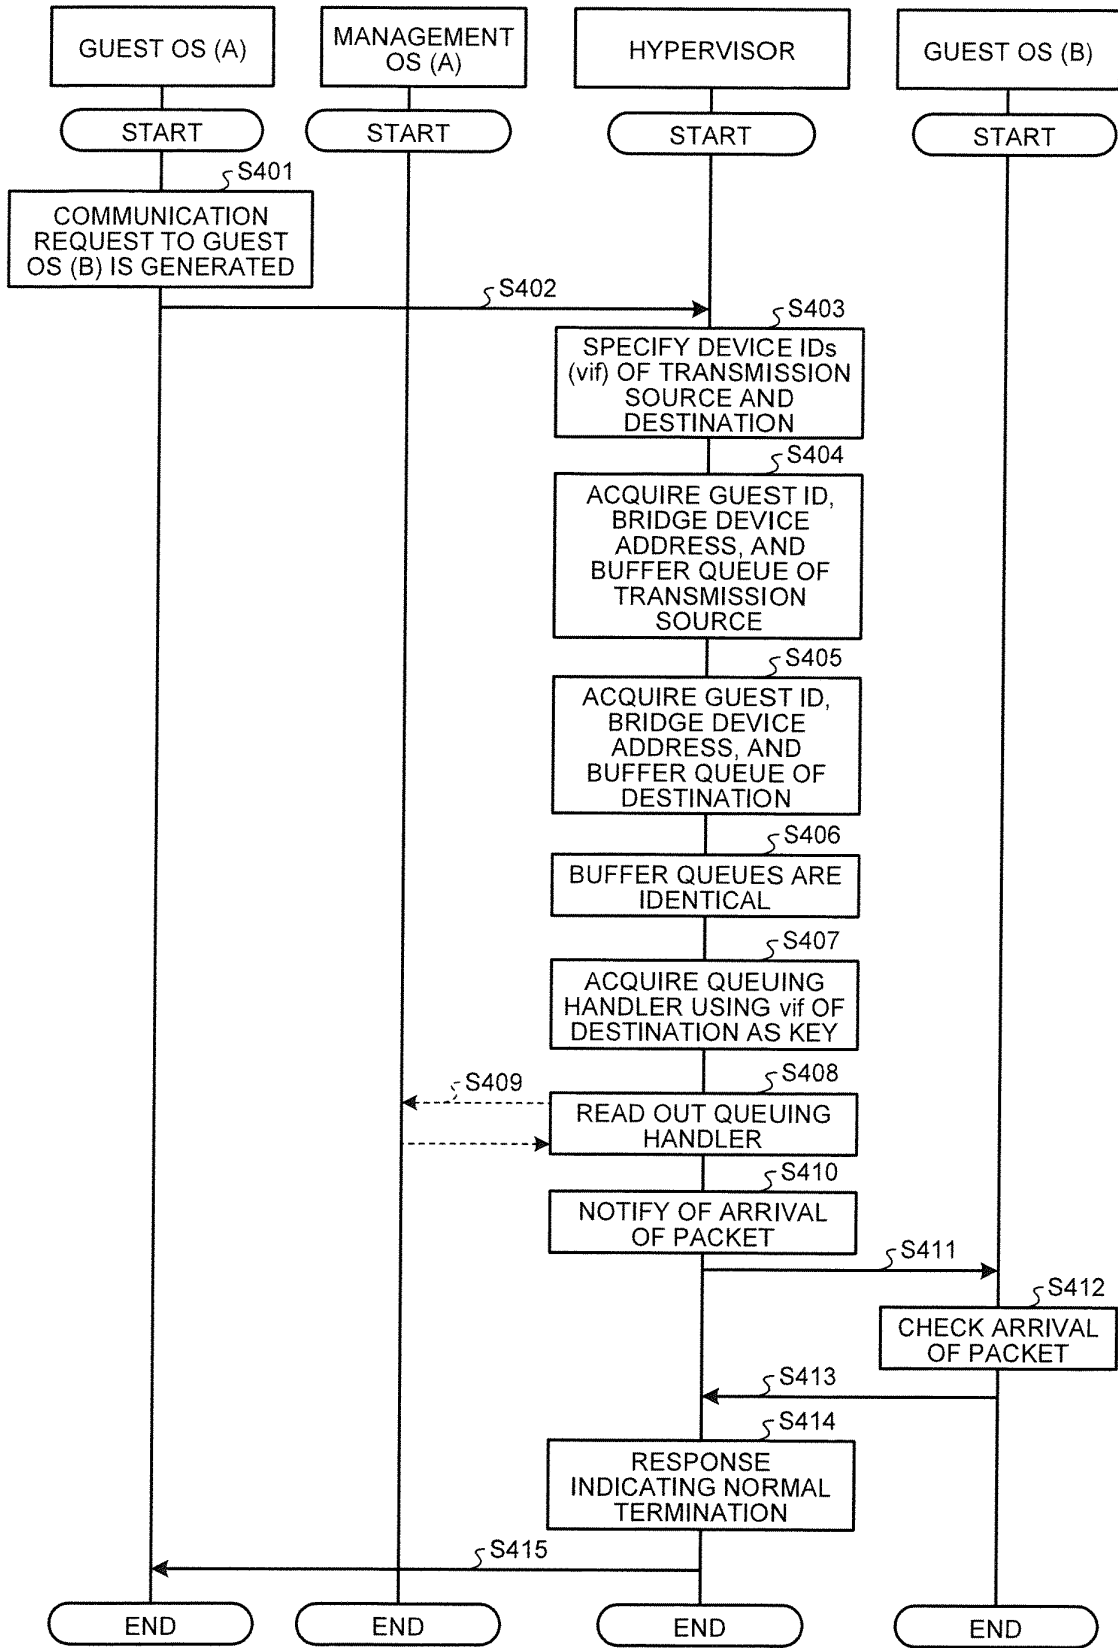 GUEST OS (A)
MANAGEMENT
OS (A)
HYPERVISOR
GUEST OS (B)
START
START
START
START
S401
COMMUNICATION
REQUEST TO GUEST
OS (B) IS GENERATED
S402
S403
SPECIFY DEVICE IDs
(vif) OF TRANSMISSION
SOURCE AND
DESTINATION
S404
ACQUIRE GUEST ID,
BRIDGE DEVICE
ADDRESS, AND
BUFFER QUEUE OF
TRANSMISSION
SOURCE
S405
ACQUIRE GUEST ID,
BRIDGE DEVICE
ADDRESS, AND
BUFFER QUEUE OF
DESTINATION
S406
BUFFER QUEUES ARE
IDENTICAL
S407
ACQUIRE QUEUING
HANDLER USING vif OF
DESTINATION AS KEY
S408
S409
READ OUT QUEUING
HANDLER
S410
NOTIFY OF ARRIVAL
OF PACKET
S411
S412
CHECK ARRIVAL
OF PACKET
S413
S414
RESPONSE
INDICATING NORMAL
TERMINATION
S415
END
END
END
END